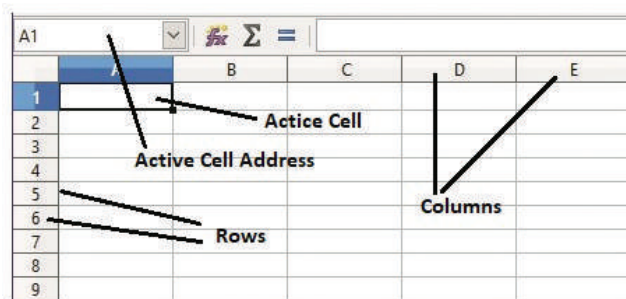 A1 fx Σ =
A B C D E
1
2 Actice Cell
3
Active Cell Address
4
5
Columns
6
Rows
7
8
9